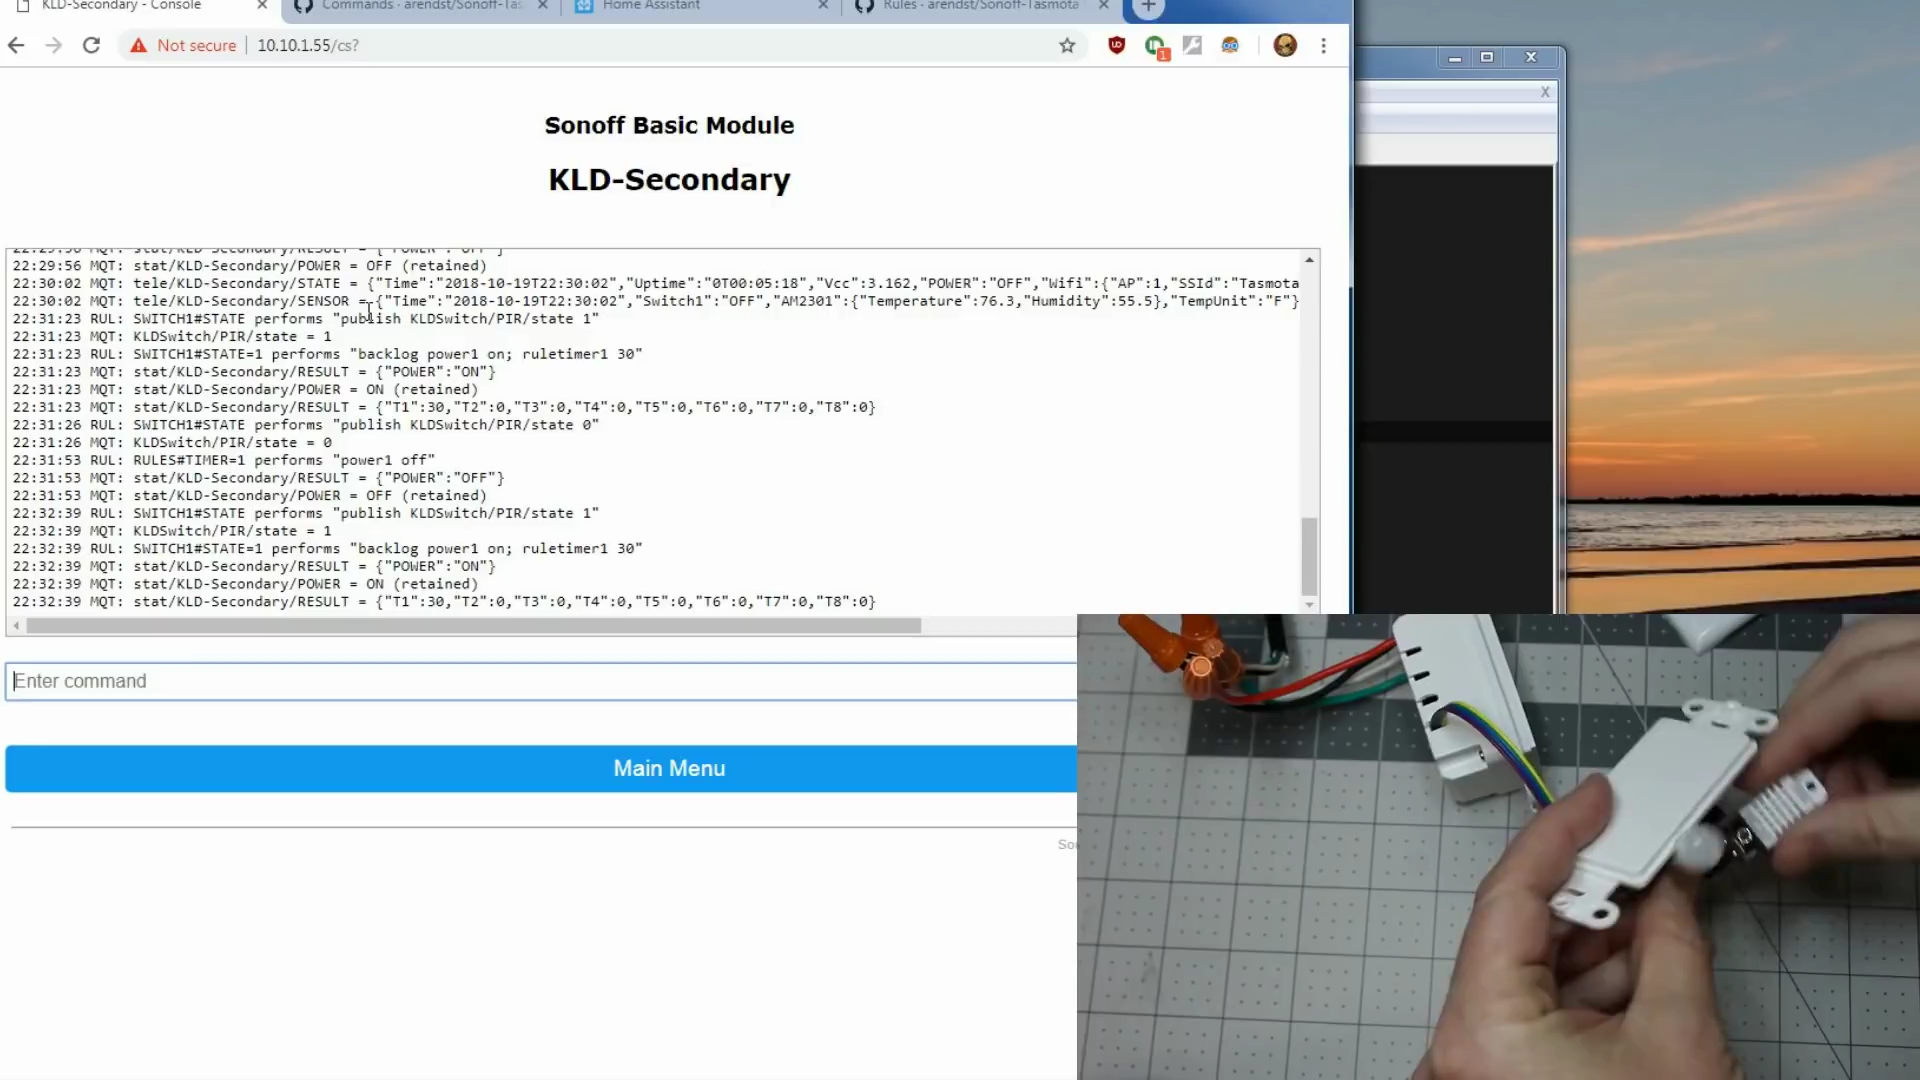 KLD-Secondary - Console
Commands · arendst/Sonoff-Tas
Home Assistant
Rules · arendst/Sonoff-Tasmota
Not secure
10.10.1.55/cs?
1
Sonoff Basic Module
KLD-Secondary
22:29:56 MQT: stat/KLD-Secondary/RESULT = {"POWER":"OFF"}
22:29:56 MQT: stat/KLD-Secondary/POWER = OFF (retained)
22:30:02 MQT: tele/KLD-Secondary/STATE = {"Time":"2018-10-19T22:30:02","Uptime":"0T00:05:18","Vcc":3.162,"POWER":"OFF","Wifi":{"AP":1,"SSId":"Tasmota
22:30:02 MQT: tele/KLD-Secondary/SENSOR = {"Time":"2018-10-19T22:30:02","Switch1":"OFF","AM2301":{"Temperature":76.3,"Humidity":55.5},"TempUnit":"F"}
22:31:23 RUL: SWITCH1#STATE performs "publish KLDSwitch/PIR/state 1"
22:31:23 MQT: KLDSwitch/PIR/state = 1
22:31:23 RUL: SWITCH1#STATE=1 performs "backlog power1 on; ruletimer1 30"
22:31:23 MQT: stat/KLD-Secondary/RESULT = {"POWER":"ON"}
22:31:23 MQT: stat/KLD-Secondary/POWER = ON (retained)
22:31:23 MQT: stat/KLD-Secondary/RESULT = {"T1":30,"T2":0,"T3":0,"T4":0,"T5":0,"T6":0,"T7":0,"T8":0}
22:31:26 RUL: SWITCH1#STATE performs "publish KLDSwitch/PIR/state 0"
22:31:26 MQT: KLDSwitch/PIR/state = 0
22:31:53 RUL: RULES#TIMER=1 performs "power1 off"
22:31:53 MQT: stat/KLD-Secondary/RESULT = {"POWER":"OFF"}
22:31:53 MQT: stat/KLD-Secondary/POWER = OFF (retained)
22:32:39 RUL: SWITCH1#STATE performs "publish KLDSwitch/PIR/state 1"
22:32:39 MQT: KLDSwitch/PIR/state = 1
22:32:39 RUL: SWITCH1#STATE=1 performs "backlog power1 on; ruletimer1 30"
22:32:39 MQT: stat/KLD-Secondary/RESULT = {"POWER":"ON"}
22:32:39 MQT: stat/KLD-Secondary/POWER = ON (retained)
22:32:39 MQT: stat/KLD-Secondary/RESULT = {"T1":30,"T2":0,"T3":0,"T4":0,"T5":0,"T6":0,"T7":0,"T8":0}
Enter command
Main Menu
So